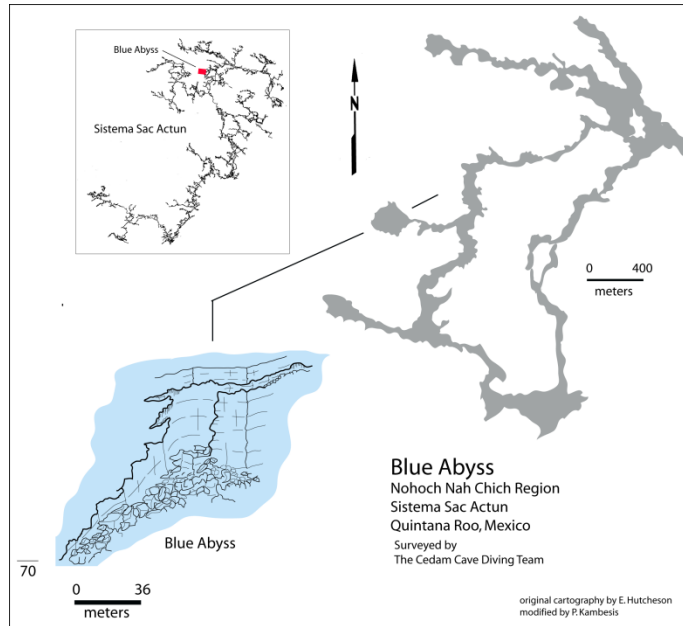 Blue Abyss
Sistema Sac Actun
N
0 400
meters
Blue Abyss
70
0 36
meters
Blue Abyss
Nohoch Nah Chich Region
Sistema Sac Actun
Quintana Roo, Mexico
Surveyed by
The Cedam Cave Diving Team
original cartography by E. Hutcheson
modified by P. Kambesis